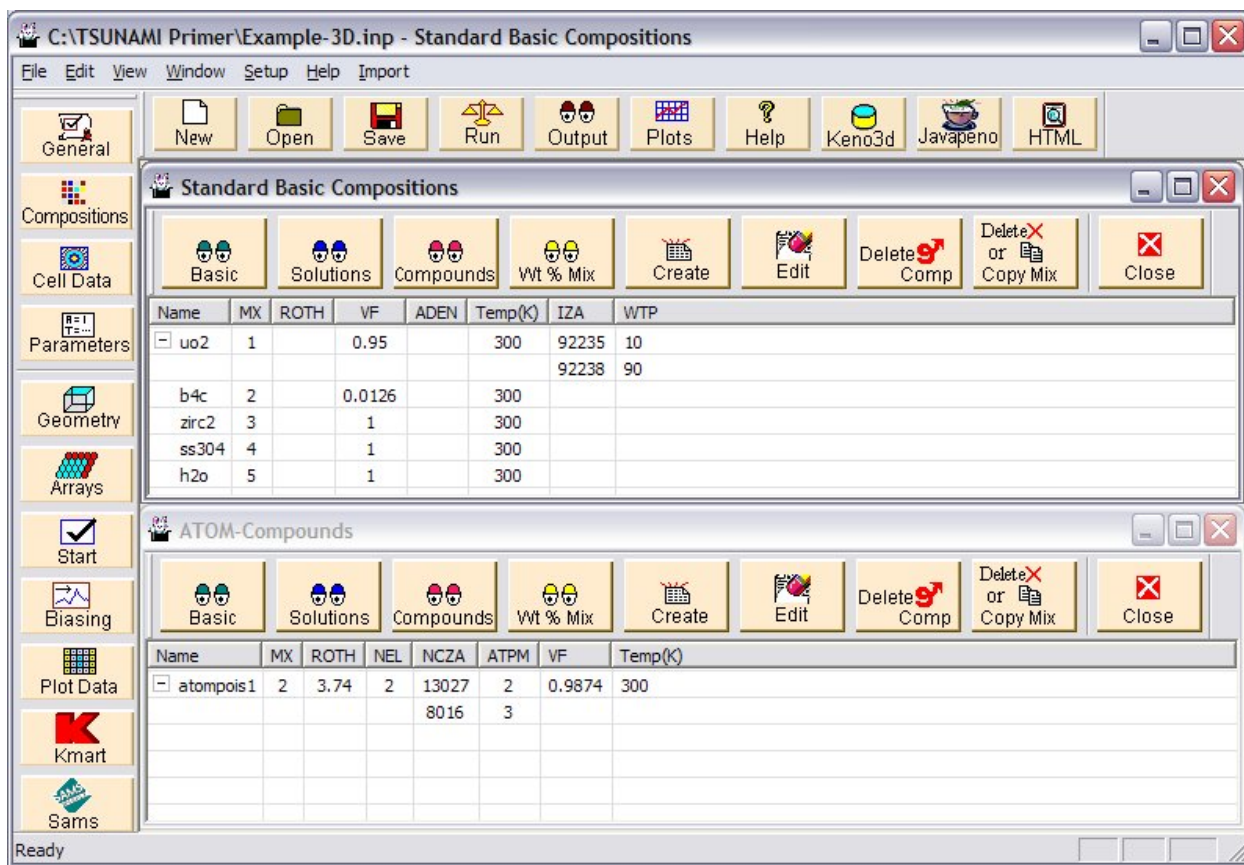 C:\TSUNAMI Primer\Example-3D.inp - Standard Basic Compositions
File Edit View Window Setup Help Import
General
Compositions
Cell Data
Parameters
Geometry
Arrays
Start
Biasing
Plot Data
Kmart
Sams
New Open Save Run Output Plots Help Keno3d Javapeno HTML
Standard Basic Compositions
Basic Solutions Compounds Wt % Mix Create Edit Delete Comp Delete or Copy Mix Close
Name MX ROTH VF ADEN Temp(K) IZA WTP
uo2 1 0.95 300 92235 10
92238 90
b4c 2 0.0126 300
zirc2 3 1 300
ss304 4 1 300
h2o 5 1 300
ATOM-Compounds
Basic Solutions Compounds Wt % Mix Create Edit Delete Comp Delete or Copy Mix Close
Name MX ROTH NEL NCZA ATPM VF Temp(K)
atompois1 2 3.74 2 13027 2 0.9874 300
8016 3
Ready